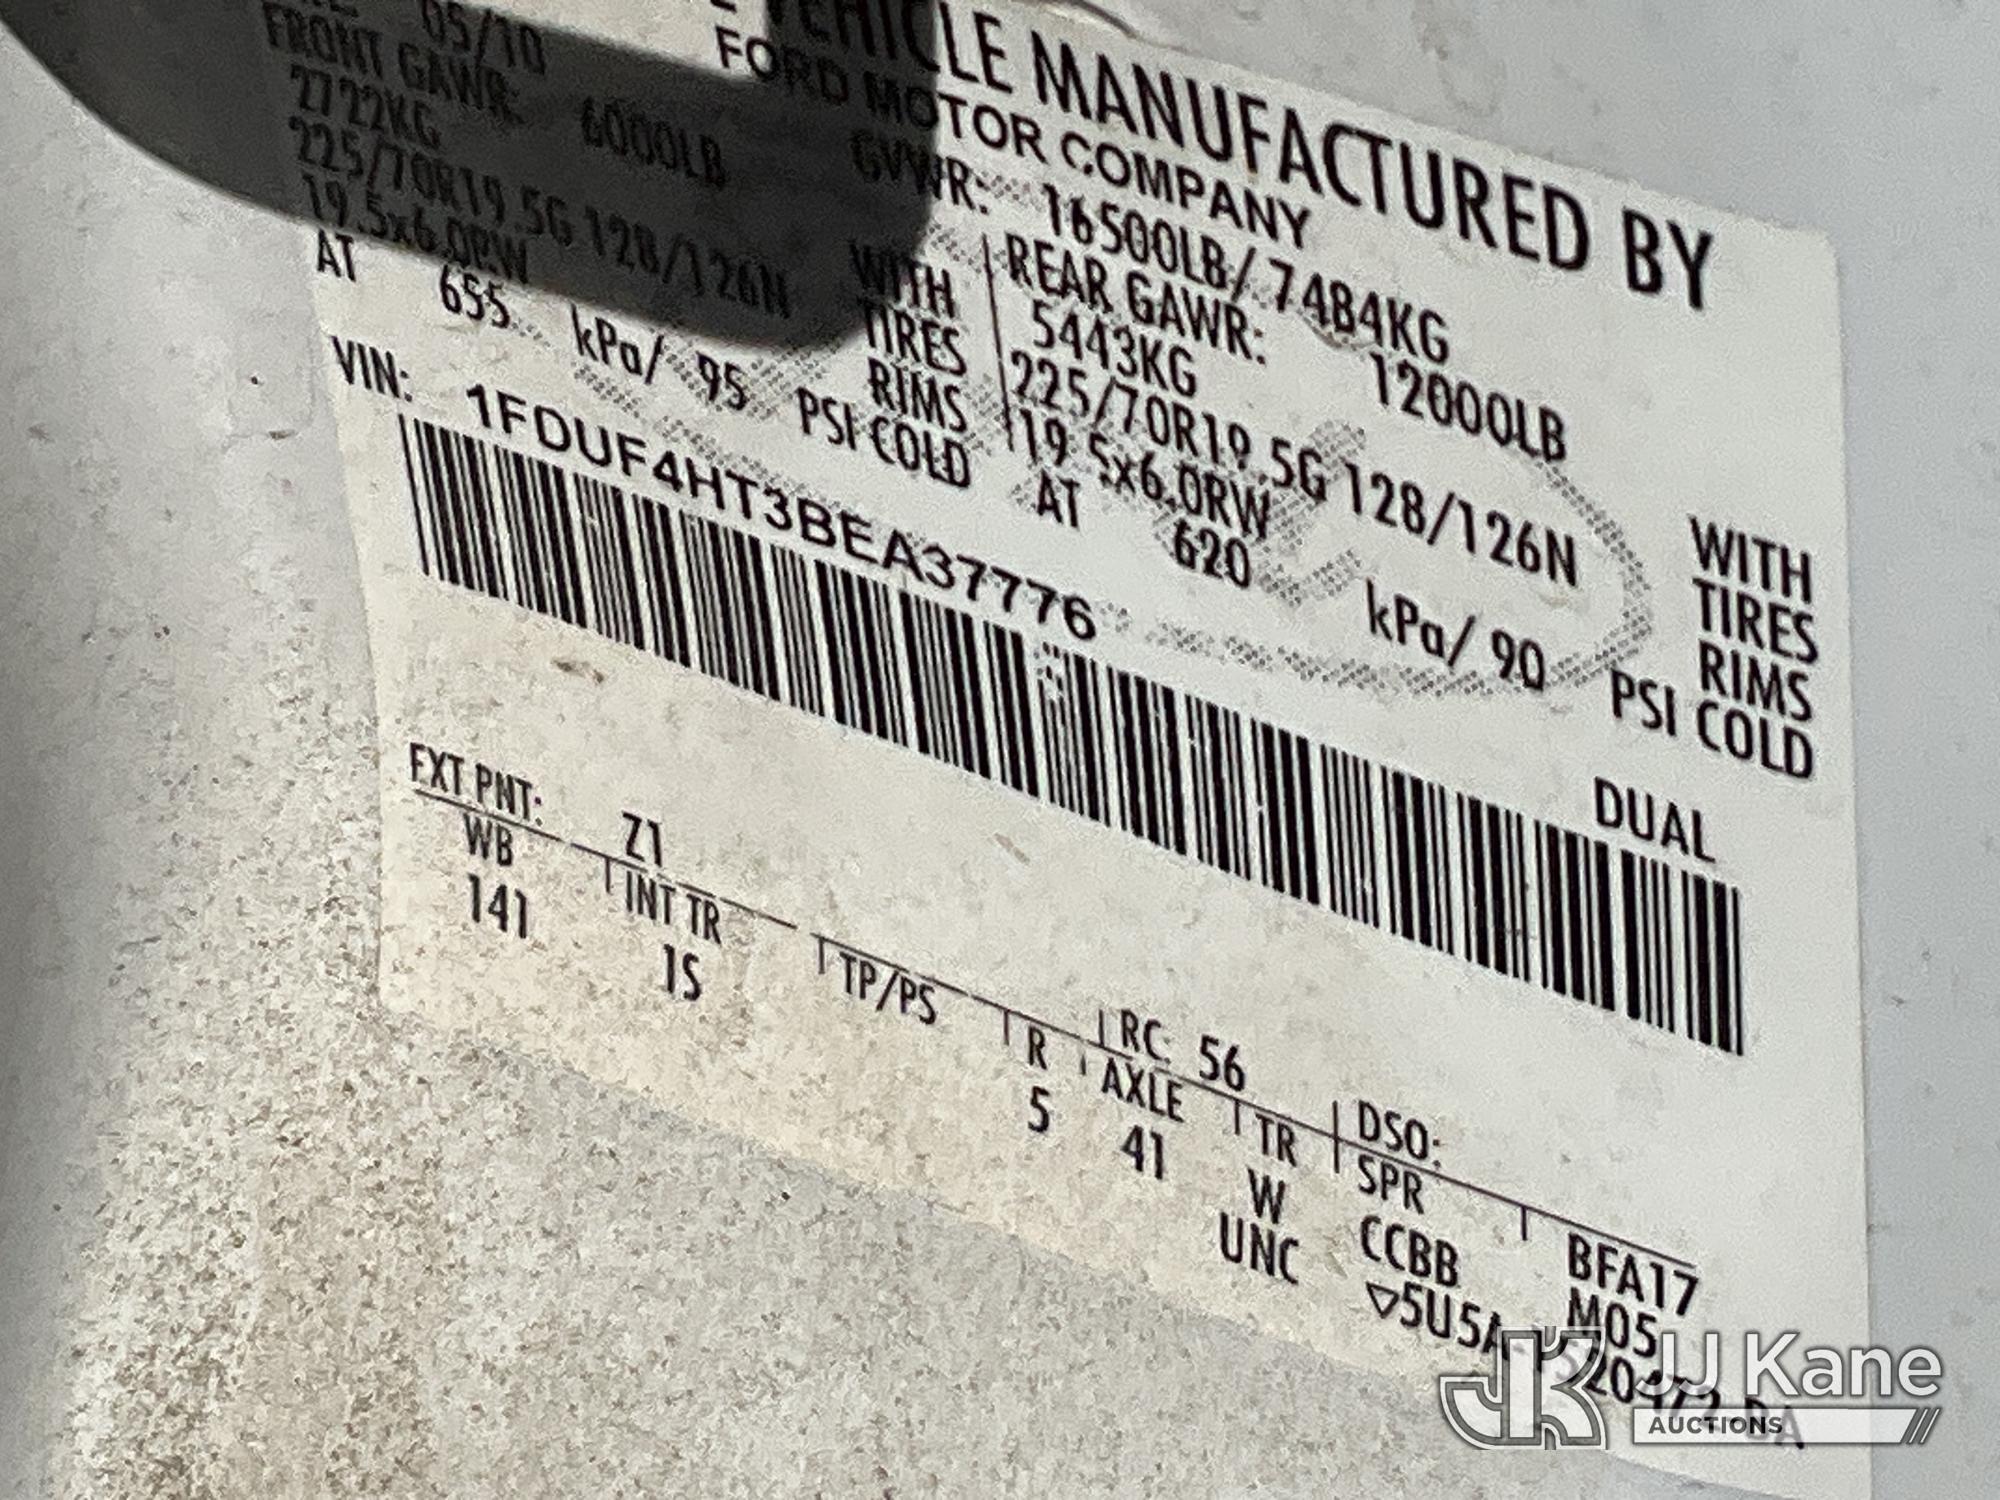 VEHICLE MANUFACTURED BY
FORD MOTOR COMPANY
05/10
GVWR: 16500LB/ 7484KG
FRONT GAWR: 6000LB
2722KG
225/70R19.5G 128/126N
19.5x6.0RW
AT 655 kPa/ 95 PSI COLD
WITH
TIRES
RIMS
REAR GAWR: 12000LB
5443KG
225/70R19.5G 128/126N
19.5x6.0RW
AT 620 kPa/ 90 PSI COLD
WITH
TIRES
RIMS
DUAL
VIN: 1FDUF4HT3BEA37776
EXT PNT: Z1
RC: 56
DSO:
WB INT TR TP/PS R AXLE TR SPR
141 1S 5 41 W CCBB BFA17
UNC M05
JK
JJ Kane
AUCTIONS